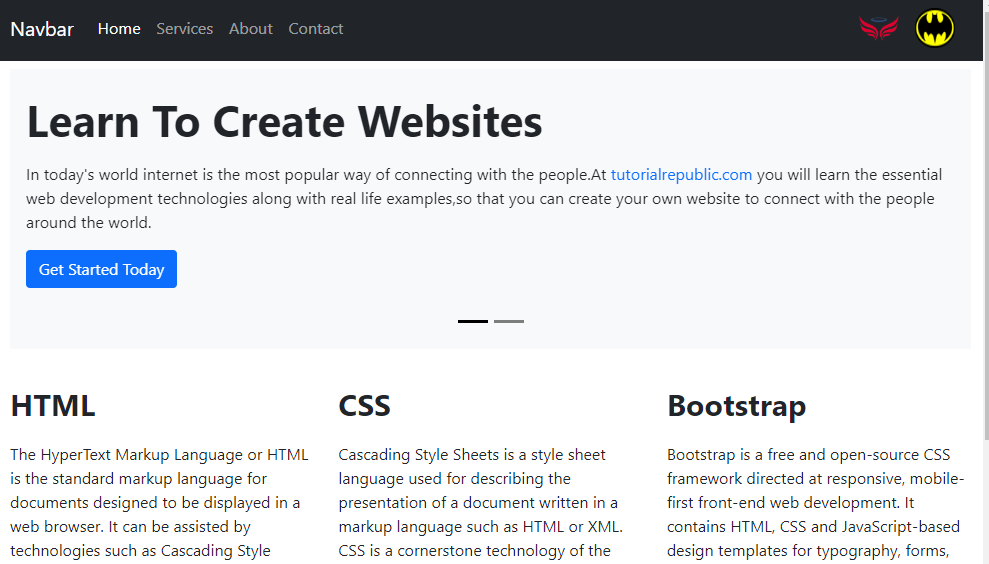 Navbar Home Services About Contact
Learn To Create Websites
In today's world internet is the most popular way of connecting with the people.At tutorialrepublic.com you will learn the essential
web development technologies along with real life examples,so that you can create your own website to connect with the people
around the world.
Get Started Today
HTML
The HyperText Markup Language or HTML
is the standard markup language for
documents designed to be displayed in a
web browser. It can be assisted by
technologies such as Cascading Style
CSS
Cascading Style Sheets is a style sheet
language used for describing the
presentation of a document written in a
markup language such as HTML or XML.
CSS is a cornerstone technology of the
Bootstrap
Bootstrap is a free and open-source CSS
framework directed at responsive, mobile-
first front-end web development. It
contains HTML, CSS and JavaScript-based
design templates for typography, forms,